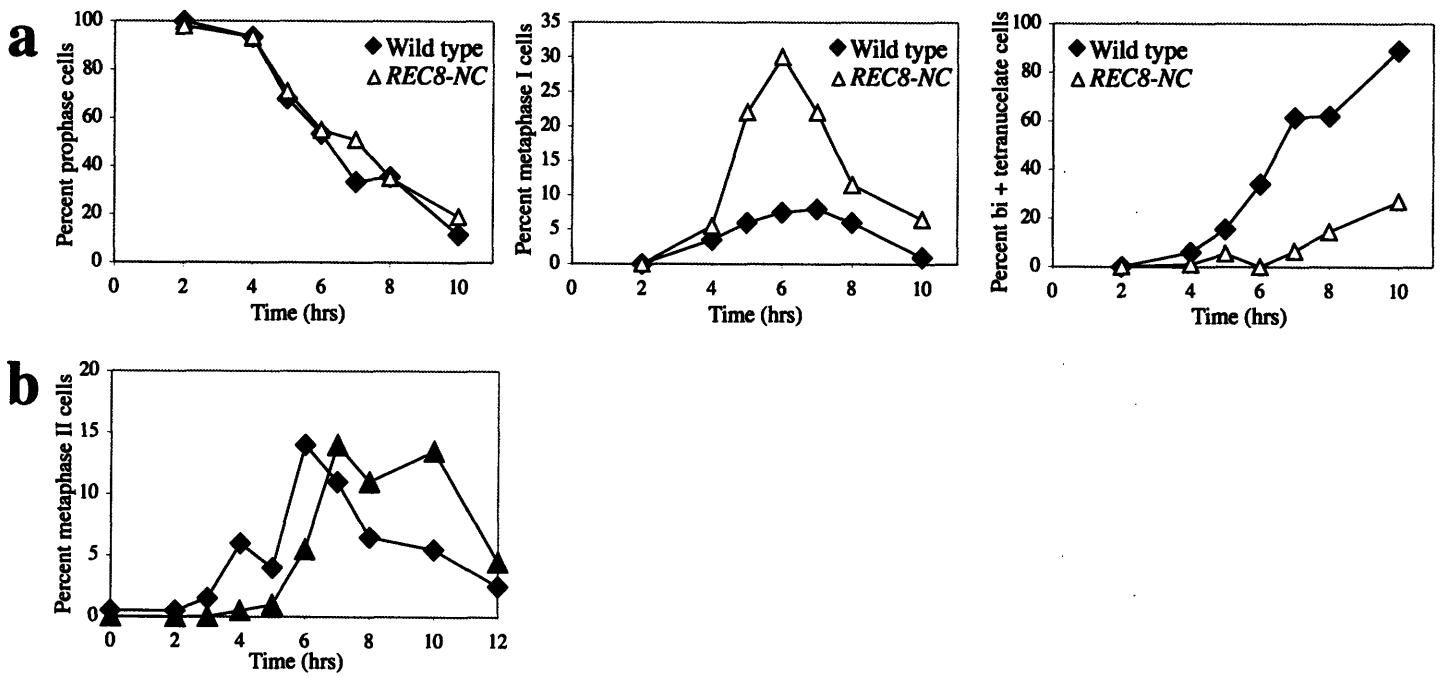 a
Percent prophase cells
100
80
60
40
20
0
0 2 4 6 8 10
Time (hrs)
Wild type
REC8-NC
Percent metaphase I cells
35
30
25
20
15
10
5
0
0 2 4 6 8 10
Time (hrs)
Wild type
REC8-NC
Percent bi + tetranucelate cells
100
80
60
40
20
0
0 2 4 6 8 10
Time (hrs)
Wild type
REC8-NC
b
Percent metaphase II cells
20
15
10
5
0
0 2 4 6 8 10 12
Time (hrs)